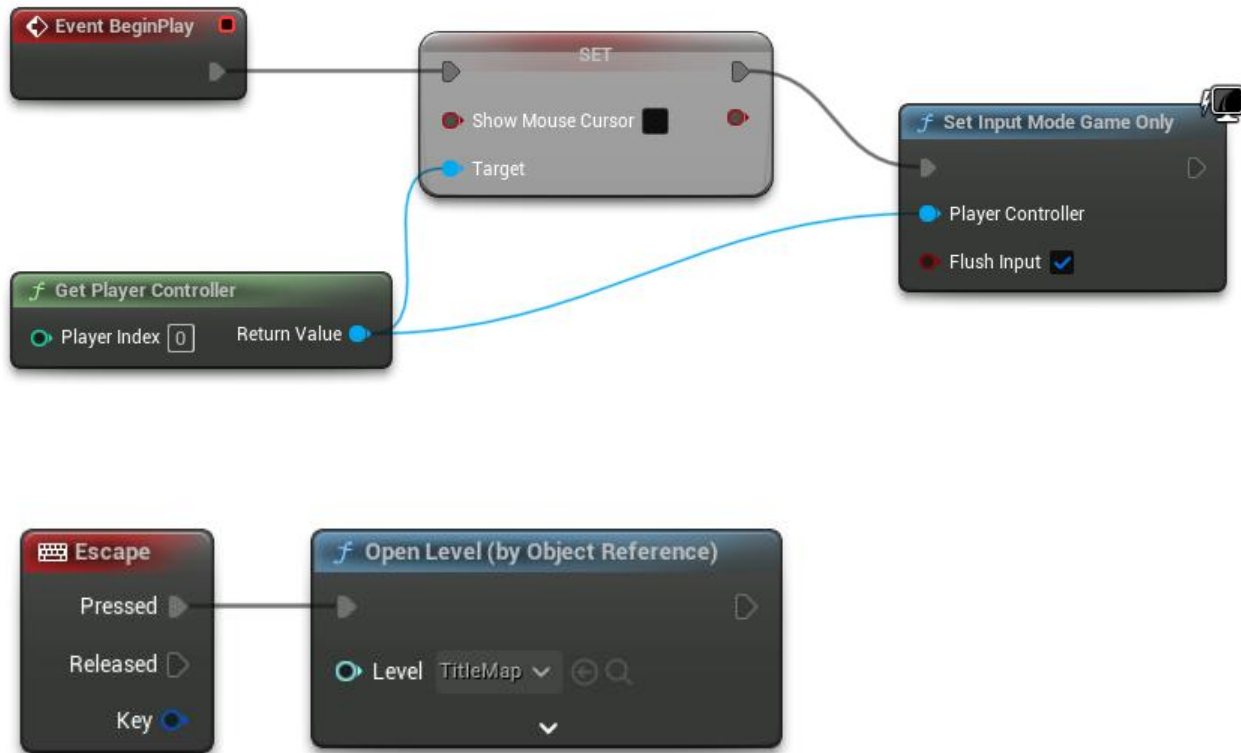 Event BeginPlay
SET
Show Mouse Cursor
Target
f Set Input Mode Game Only
Player Controller
Flush Input
f Get Player Controller
Player Index 0 Return Value
Escape
Pressed
Released
Key
f Open Level (by Object Reference)
Level TitleMap